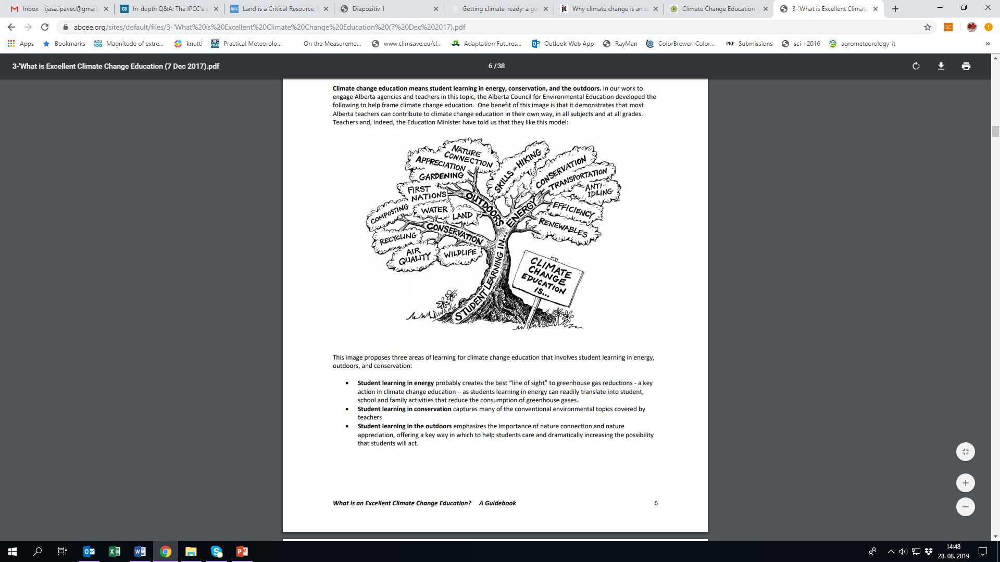 Inbox - tjasa.ipavec@gmail.
In-depth Q&A: The IPCC's s
Land is a Critical Resource,
Diapozitiv 1
Getting climate-ready: a gu
Why climate change is an e
Climate Change Education -
3-'What is Excellent Climate
abcee.org/sites/default/files/3-'What%20is%20Excellent%20Climate%20Change%20Education%20(7%20Dec%202017).pdf
Apps
Bookmarks
Magnitude of extre...
knutti
Practical Meteorolo...
On the Measureme...
www.climsave.eu/cl...
Adaptation Futures...
Outlook Web App
RayMan
ColorBrewer: Color...
PKP Submissions
sci - 2016
agrometeorology-it
3-'What is Excellent Climate Change Education (7 Dec 2017).pdf
6 / 38
Climate change education means student learning in energy, conservation, and the outdoors. In our work to
engage Alberta agencies and teachers in this topic, the Alberta Council for Environmental Education developed the
following to help frame climate change education. One benefit of this image is that it demonstrates that most
Alberta teachers can contribute to climate change education in their own way, in all subjects and at all grades.
Teachers and, indeed, the Education Minister have told us that they like this model:
NATURE
CONNECTION
APPRECIATION
GARDENING
FIRST
NATIONS
OUTDOORS
SKILLS - HIKING
CONSERVATION
TRANSPORTATION
ANTI-
IDLING
ENERGY
EFFICIENCY
RENEWABLES
COMPOSTING
WATER
LAND
CONSERVATION
RECYCLING
AIR
QUALITY
WILDLIFE
STUDENT LEARNING IN...
CLIMATE
CHANGE
EDUCATION
IS...
This image proposes three areas of learning for climate change education that involves student learning in energy,
outdoors, and conservation:
• Student learning in energy probably creates the best “line of sight” to greenhouse gas reductions - a key
action in climate change education – as students learning in energy can readily translate into student,
school and family activities that reduce the consumption of greenhouse gases.
• Student learning in conservation captures many of the conventional environmental topics covered by
teachers
• Student learning in the outdoors emphasizes the importance of nature connection and nature
appreciation, offering a key way in which to help students care and dramatically increasing the possibility
that students will act.
What is an Excellent Climate Change Education? A Guidebook
6
14:48
28. 08. 2019